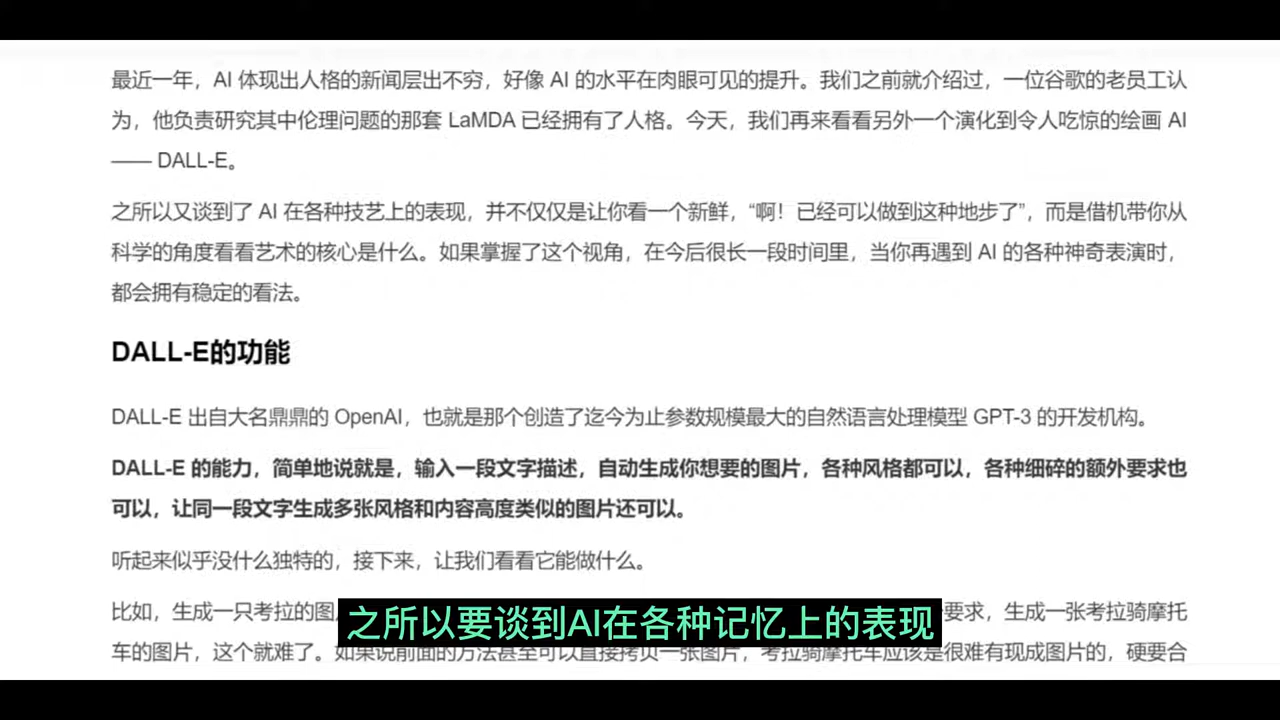 最近一年，AI 体现出人格的新闻层出不穷，好像 AI 的水平在肉眼可见的提升。我们之前就介绍过，一位谷歌的老员工认
为，他负责研究其中伦理问题的那套 LaMDA 已经拥有了人格。今天，我们再来看看另外一个演化到令人吃惊的绘画 AI
—— DALL-E。
之所以又谈到了 AI 在各种技艺上的表现，并不仅仅是让你看一个新鲜，“啊！已经可以做到这种地步了”，而是借机带你从
科学的角度看看艺术的核心是什么。如果掌握了这个视角，在今后很长一段时间里，当你再遇到 AI 的各种神奇表演时，
都会拥有稳定的看法。
DALL-E的功能
DALL-E 出自大名鼎鼎的 OpenAI，也就是那个创造了迄今为止参数规模最大的自然语言处理模型 GPT-3 的开发机构。
DALL-E 的能力，简单地说就是，输入一段文字描述，自动生成你想要的图片，各种风格都可以，各种细碎的额外要求也
可以，让同一段文字生成多张风格和内容高度类似的图片还可以。
听起来似乎没什么独特的，接下来，让我们看看它能做什么。
比如，生成一只考拉的图 要求，生成一张考拉骑摩托
之所以要谈到AI在各种记忆上的表现
车的图片，这个就难了。如果说前面的方法甚至可以直接拷贝一张图片，考拉骑摩托车应该是很难有现成图片的，硬要合